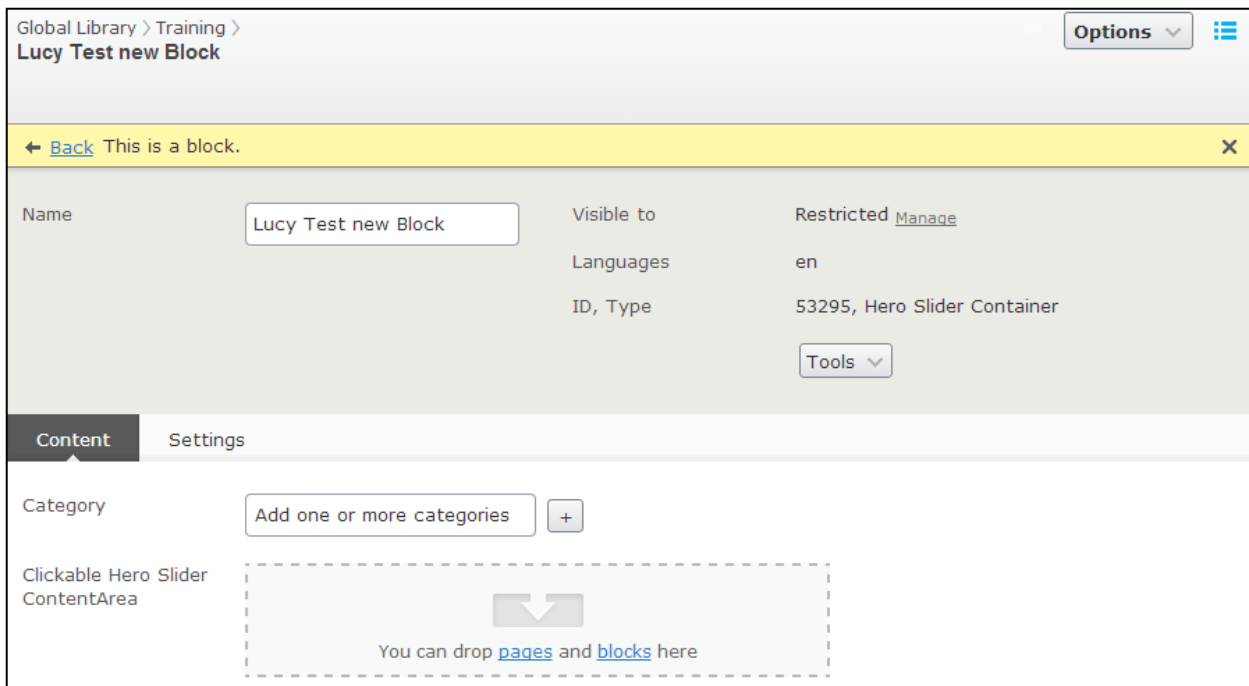 Global Library > Training >
Lucy Test new Block
Options
Back This is a block.
Name
Lucy Test new Block
Visible to
Restricted Manage
Languages
en
ID, Type
53295, Hero Slider Container
Tools
Content
Settings
Category
Add one or more categories
+
Clickable Hero Slider
ContentArea
You can drop pages and blocks here